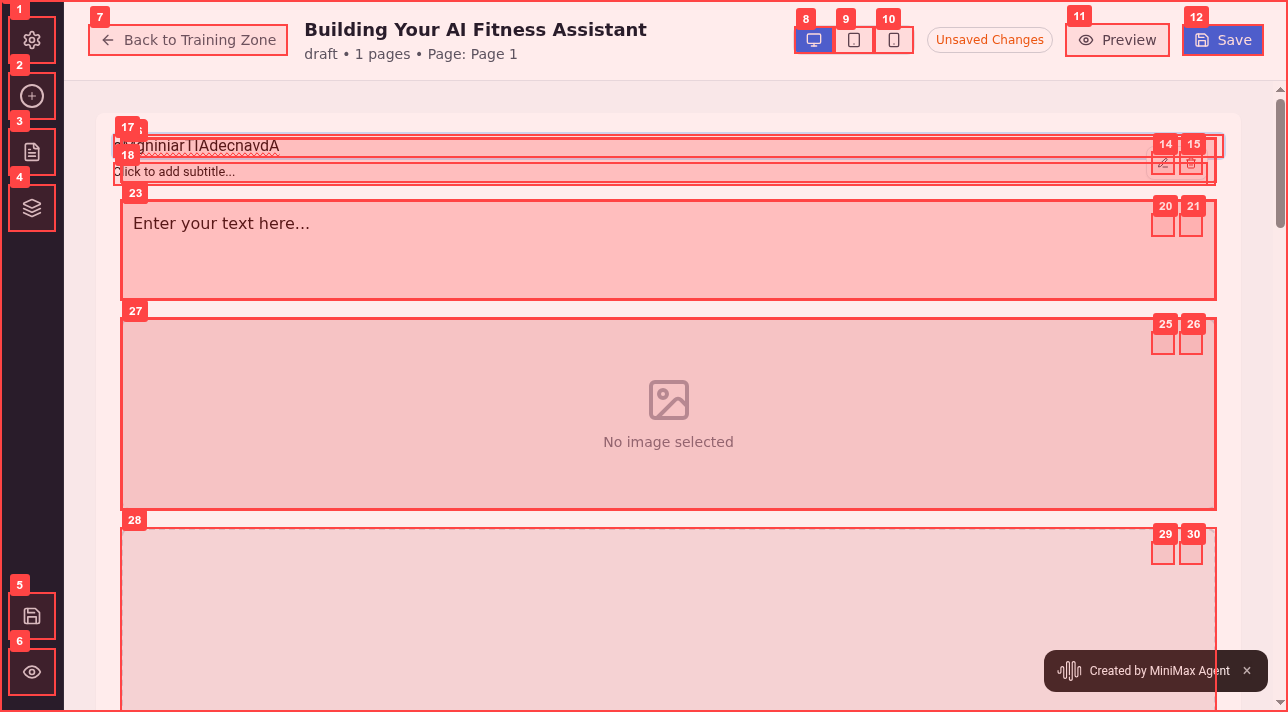 1
7
Back to Training Zone
Building Your AI Fitness Assistant
draft • 1 pages • Page: Page 1
8
9
10
Unsaved Changes
11
Preview
12
Save
2
3
4
17
14
15
18
Click to add subtitle...
23
20
21
Enter your text here...
27
25
26
No image selected
28
29
30
5
6
Created by MiniMax Agent
×